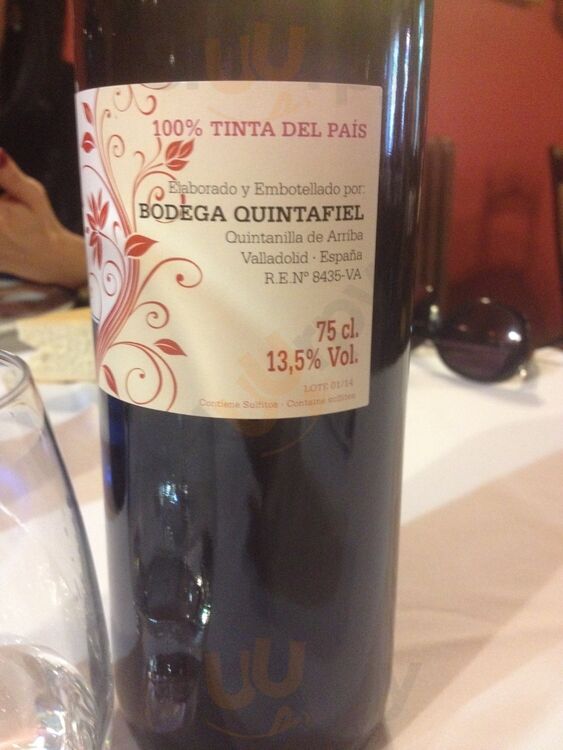 100% TINTA DEL PAÍS
Elaborado y Embotellado por:
BODEGA QUINTAFIEL
Quintanilla de Arriba
Valladolid · España
R.E.Nº 8435-VA
75 cl.
13,5% Vol.
LOTE 01/14
Contiene Sulfitos - Contains sulfites